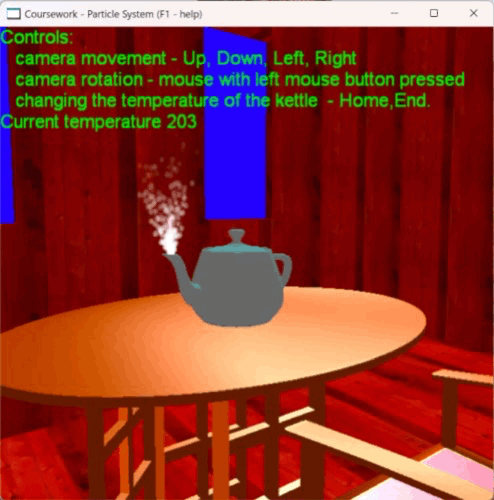 Coursework - Particle System (F1 - help)
Controls:
camera movement - Up, Down, Left, Right
camera rotation - mouse with left mouse button pressed
changing the temperature of the kettle - Home,End.
Current temperature 203